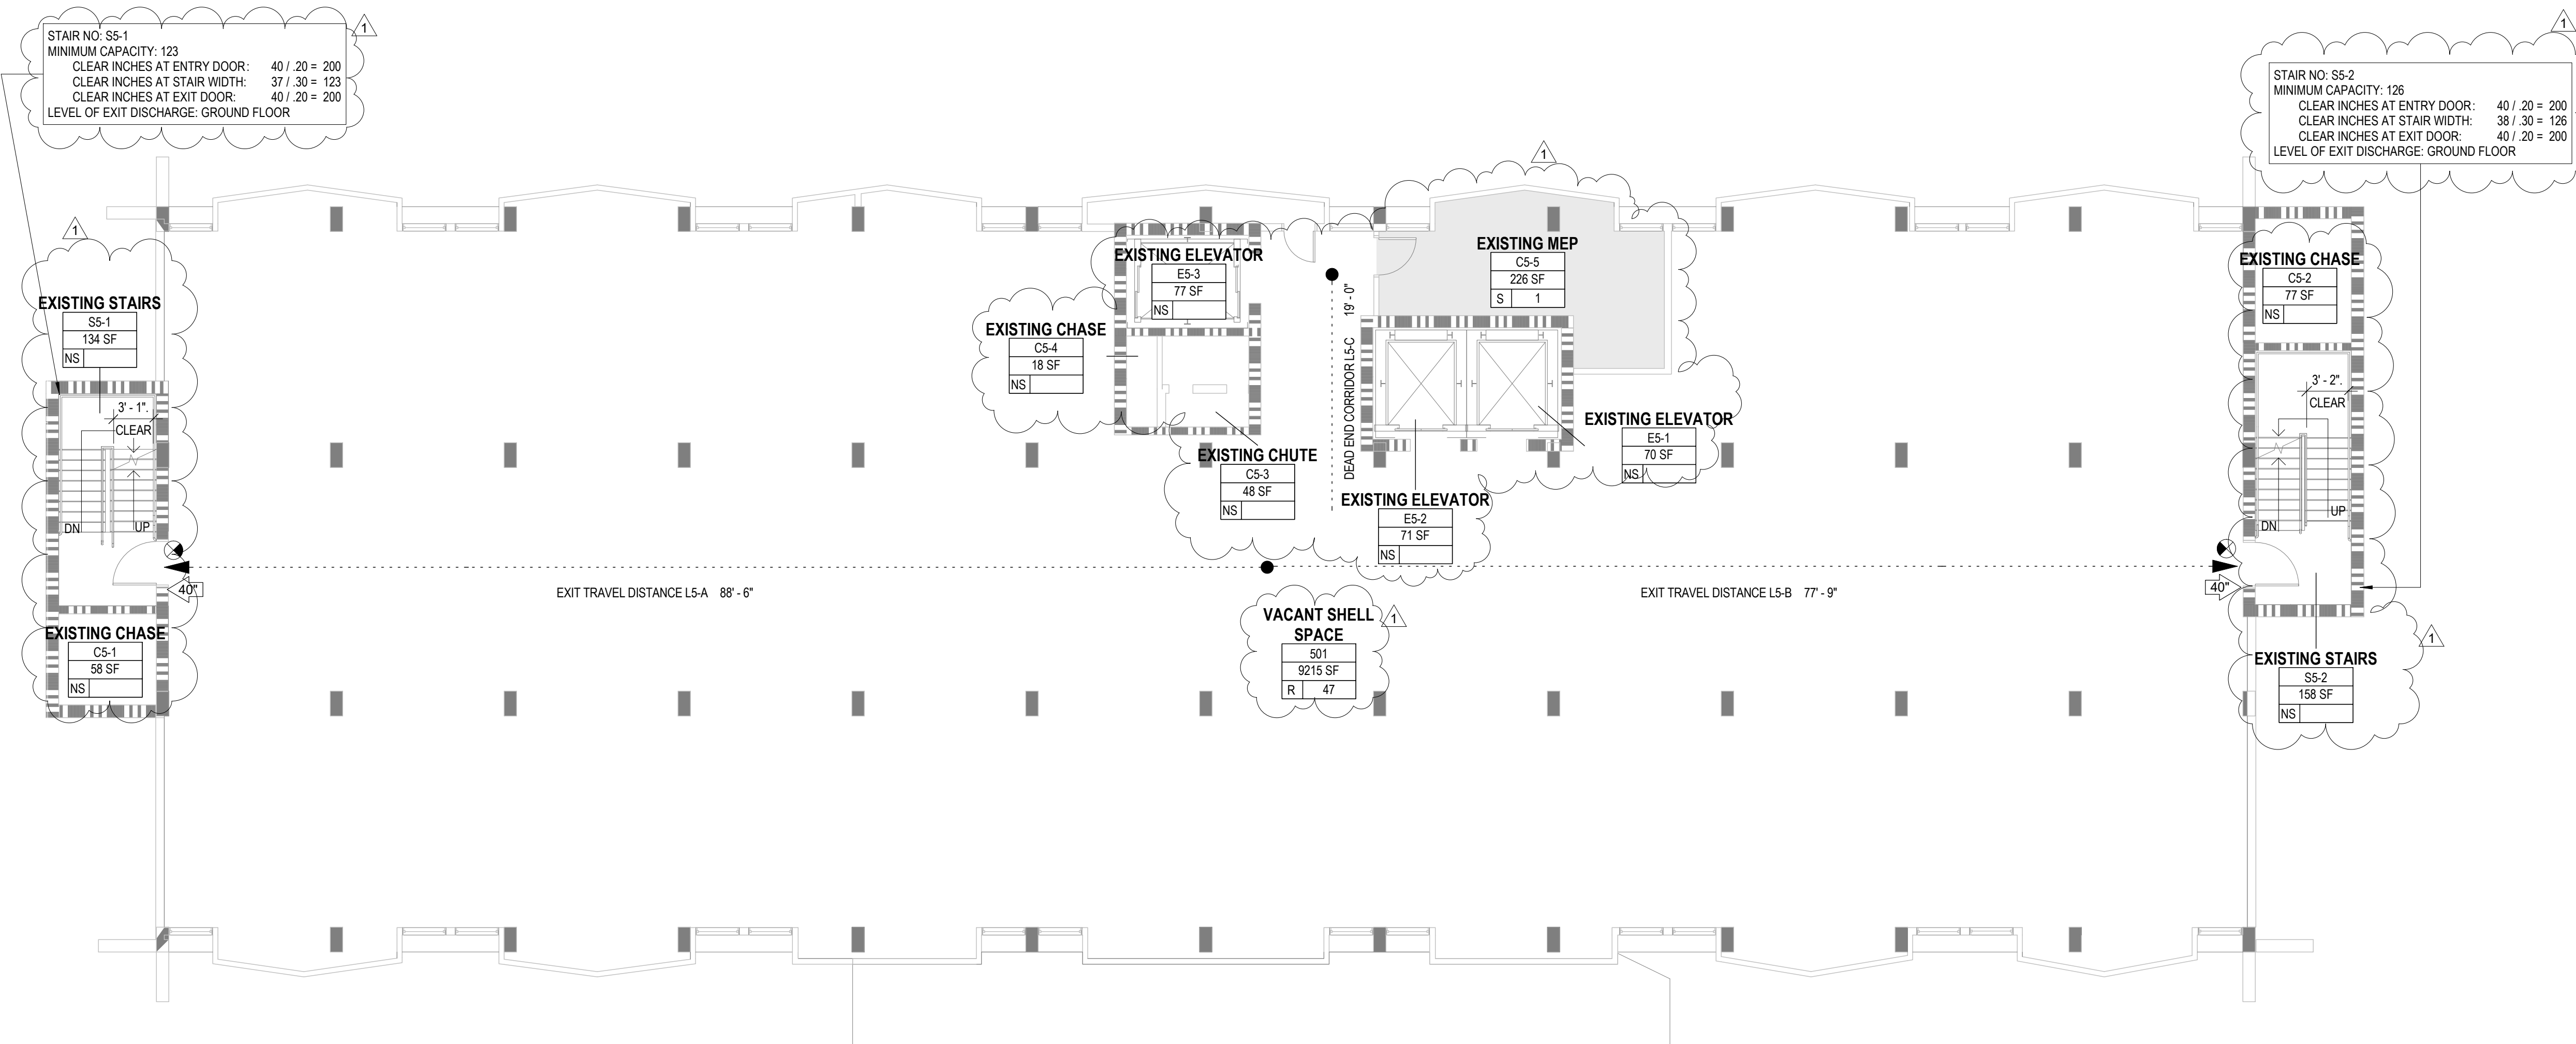 1
STAIR NO: S5-1
MINIMUM CAPACITY: 123
CLEAR INCHES AT ENTRY DOOR: 40 / .20 = 200
CLEAR INCHES AT STAIR WIDTH: 37 / .30 = 123
CLEAR INCHES AT EXIT DOOR: 40 / .20 = 200
LEVEL OF EXIT DISCHARGE: GROUND FLOOR
1
STAIR NO: S5-2
MINIMUM CAPACITY: 126
CLEAR INCHES AT ENTRY DOOR: 40 / .20 = 200
CLEAR INCHES AT STAIR WIDTH: 38 / .30 = 126
CLEAR INCHES AT EXIT DOOR: 40 / .20 = 200
LEVEL OF EXIT DISCHARGE: GROUND FLOOR
1
EXISTING STAIRS
S5-1
134 SF
NS
3' - 1".
CLEAR
DN
UP
40"
EXISTING CHASE
C5-1
58 SF
NS
EXISTING ELEVATOR
E5-3
77 SF
NS
EXISTING CHASE
C5-4
18 SF
NS
EXISTING CHUTE
C5-3
48 SF
NS
DEAD END CORRIDOR L5-C 19' - 0"
1
EXISTING MEP
C5-5
226 SF
S 1
EXISTING ELEVATOR
E5-1
70 SF
NS
EXISTING ELEVATOR
E5-2
71 SF
NS
EXIT TRAVEL DISTANCE L5-A 88' - 6"
EXIT TRAVEL DISTANCE L5-B 77' - 9"
VACANT SHELL
SPACE
1
501
9215 SF
R 47
EXISTING CHASE
C5-2
77 SF
NS
3' - 2".
CLEAR
DN
UP
40"
1
EXISTING STAIRS
S5-2
158 SF
NS